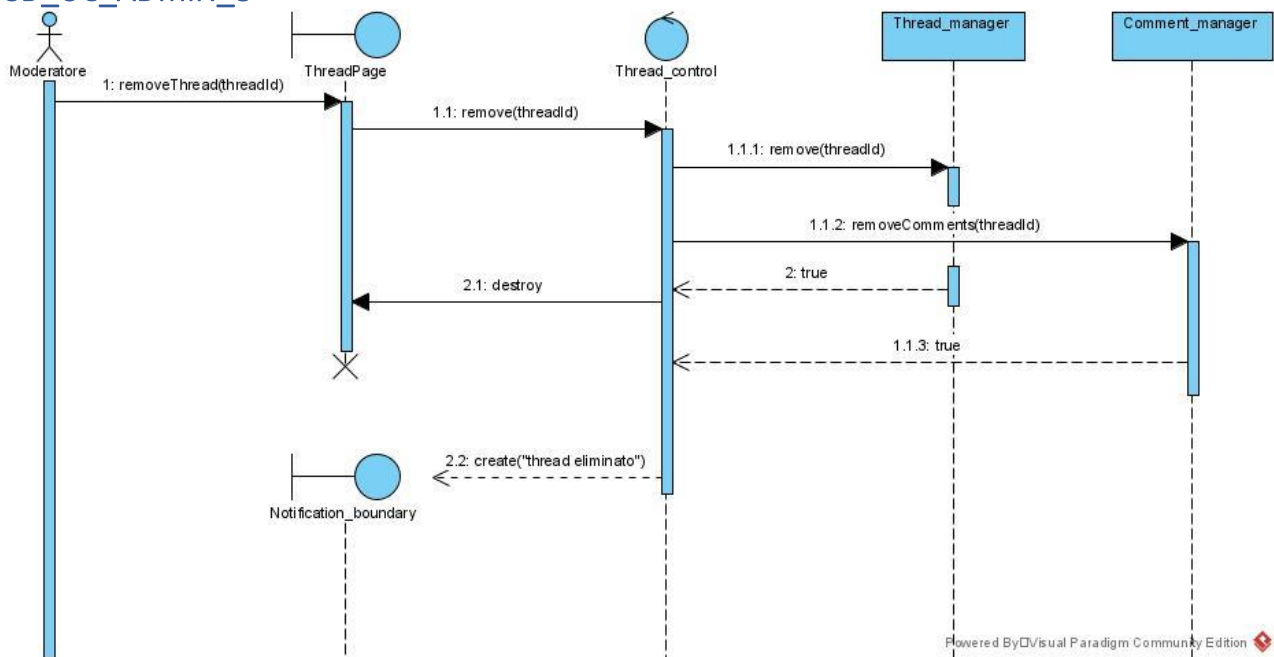 Moderatore
ThreadPage
Thread_control
Thread_manager
Comment_manager
1: removeThread(threadId)
1.1: remove(threadId)
1.1.1: remove(threadId)
1.1.2: removeComments(threadId)
2: true
2.1: destroy
1.1.3: true
2.2: create("thread eliminato")
Notification_boundary
Powered By Visual Paradigm Community Edition